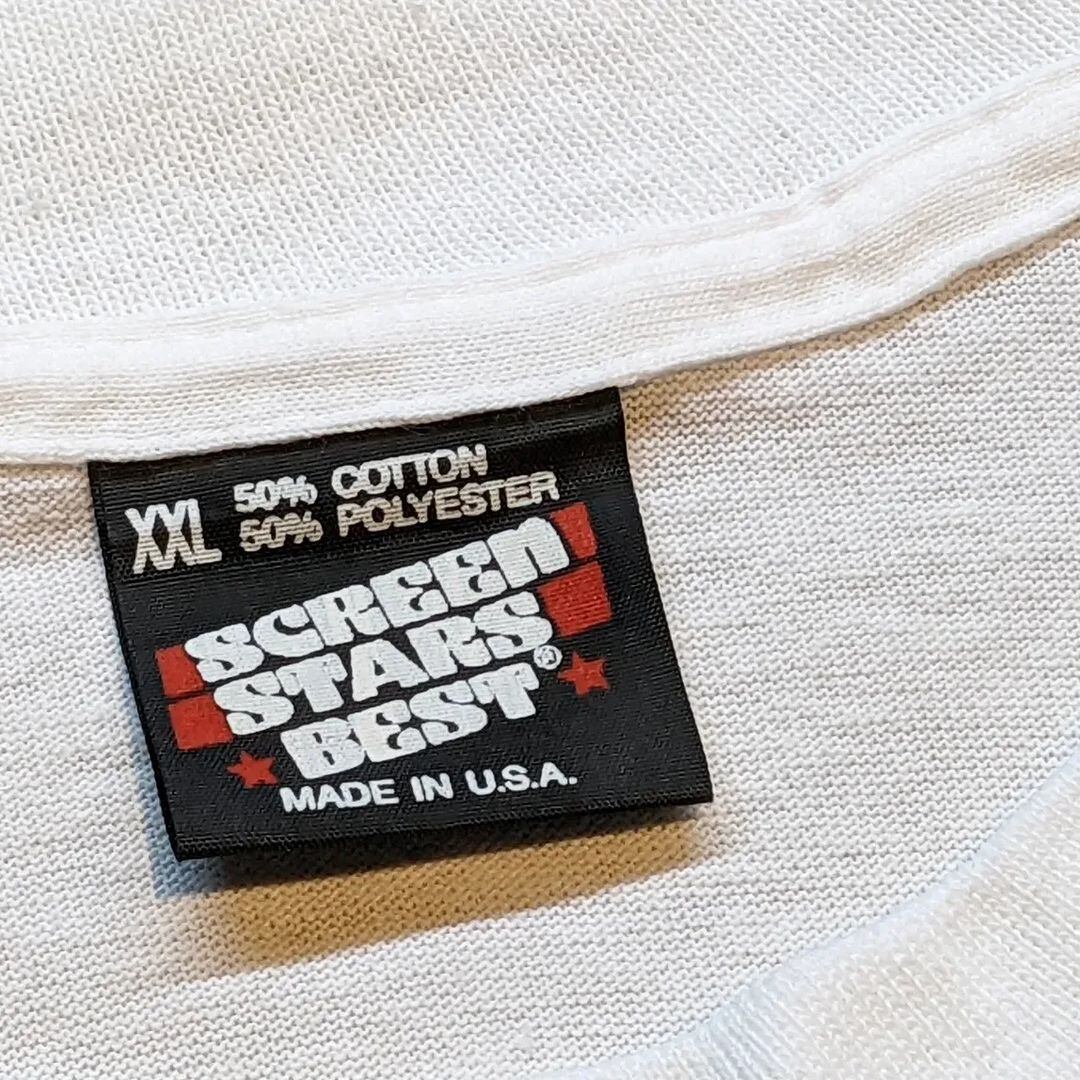 XXL 50% COTTON
50% POLYESTER
SCREEN
STARS
BEST®
MADE IN U.S.A.